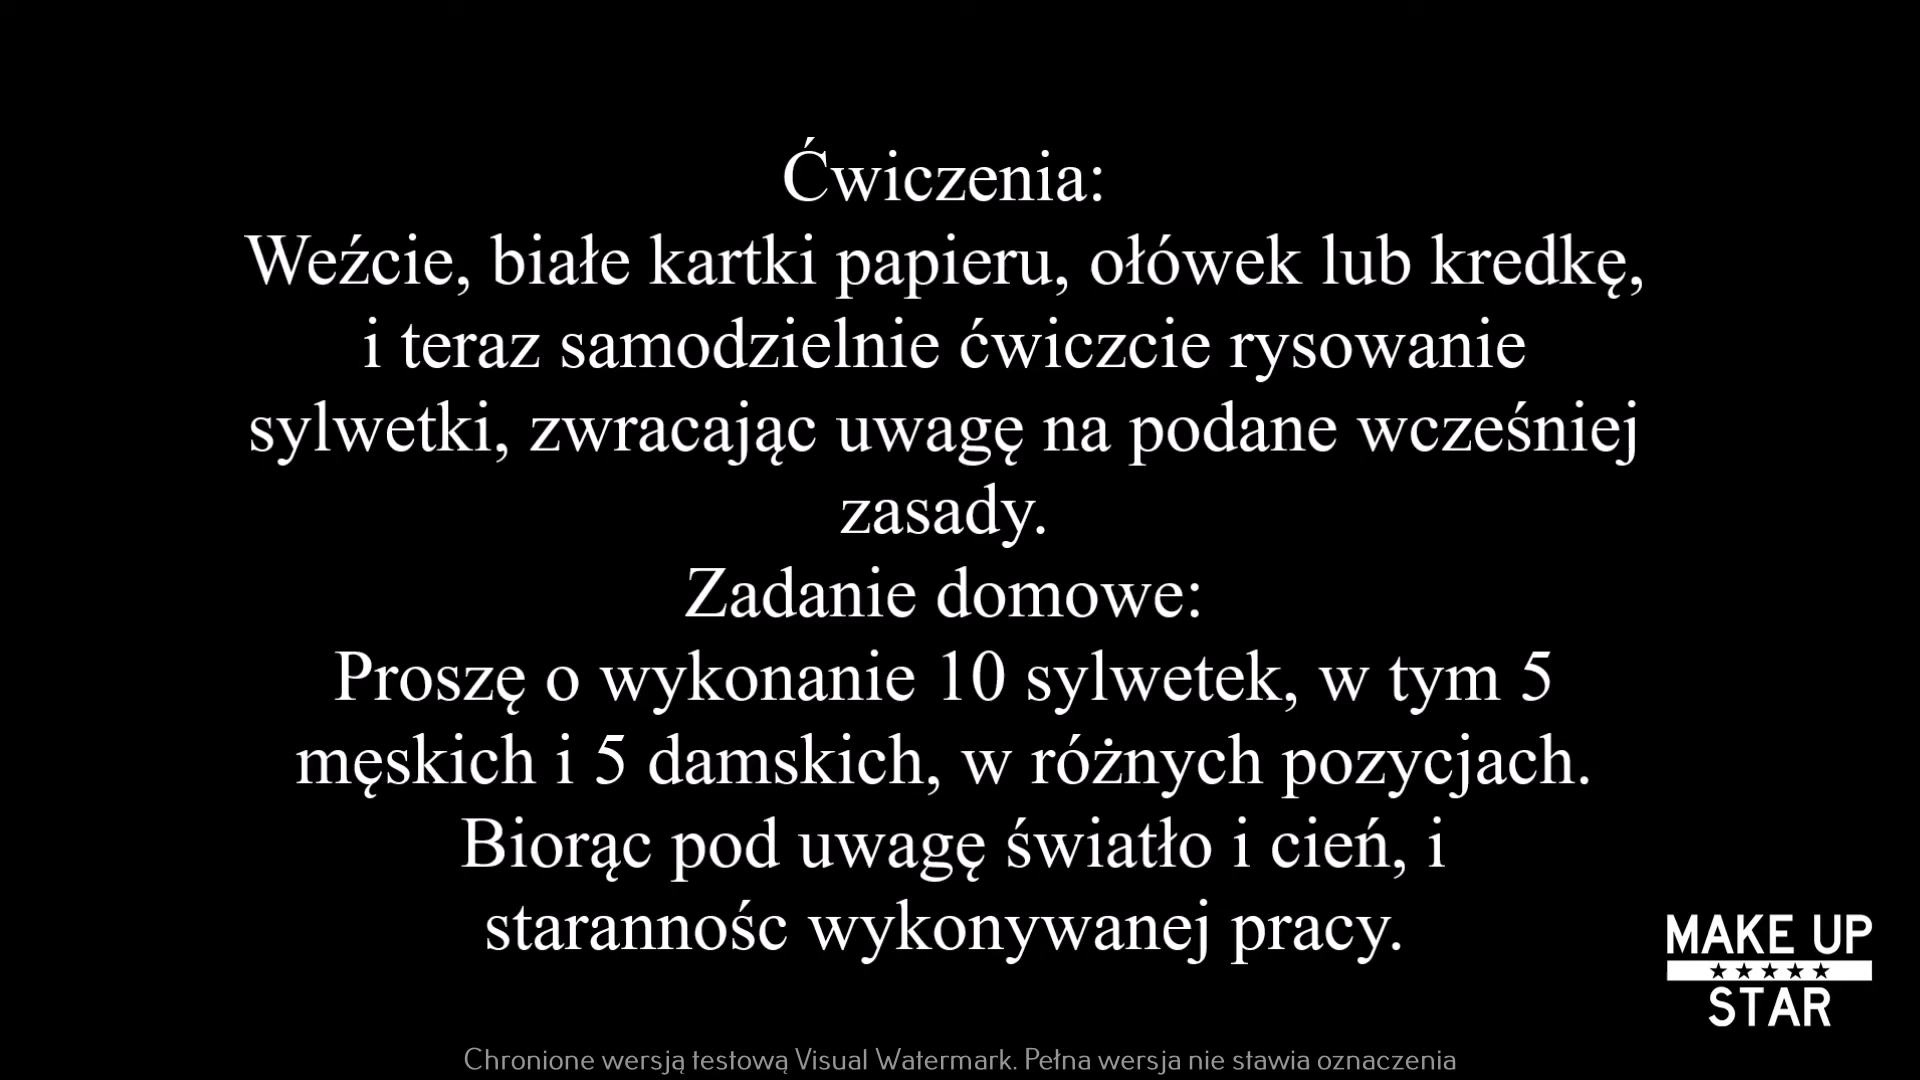 Ćwiczenia:
Weźcie, białe kartki papieru, ołówek lub kredkę,
i teraz samodzielnie ćwiczcie rysowanie
sylwetki, zwracając uwagę na podane wcześniej
zasady.
Zadanie domowe:
Proszę o wykonanie 10 sylwetek, w tym 5
męskich i 5 damskich, w różnych pozycjach.
Biorąc pod uwagę światło i cień, i
starannośc wykonywanej pracy.
MAKE UP
STAR
Chronione wersją testową Visual Watermark. Pełna wersja nie stawia oznaczenia